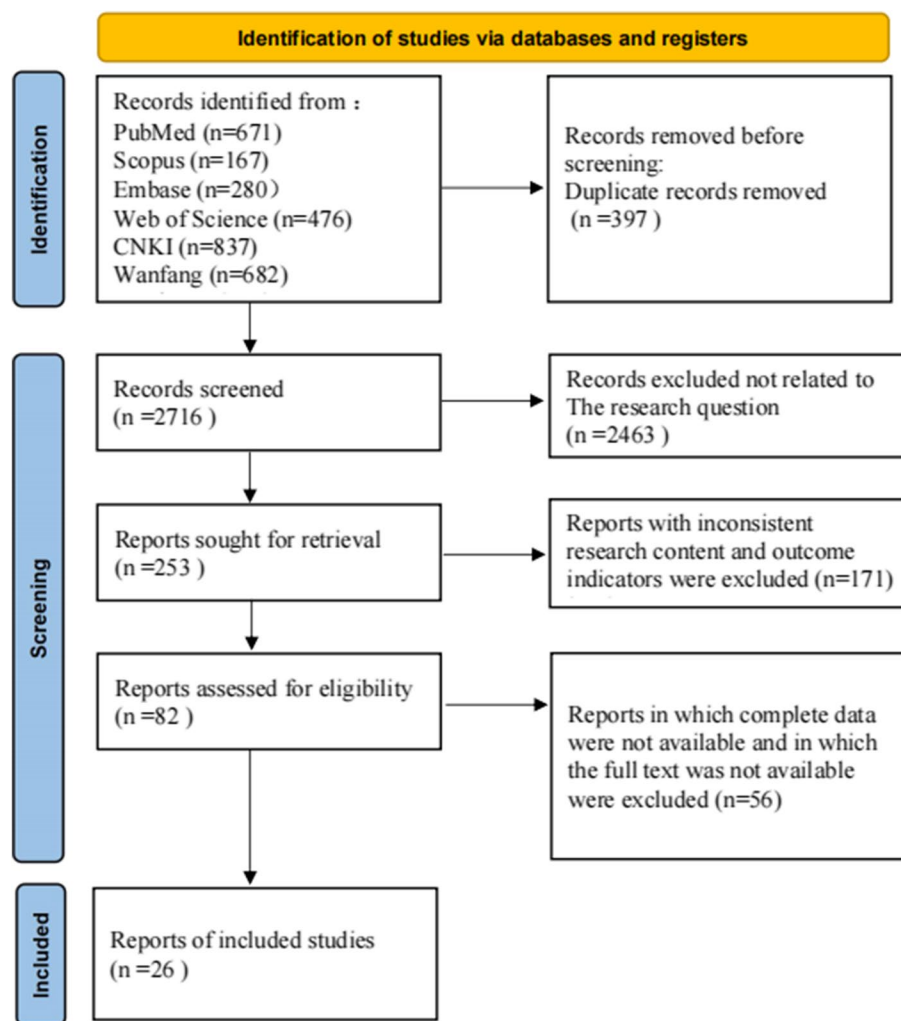 Identification of studies via databases and registers
Identification
Records identified from：
PubMed (n=671)
Scopus (n=167)
Embase (n=280）
Web of Science (n=476)
CNKI (n=837)
Wanfang (n=682)
Records removed before
screening:
Duplicate records removed
(n =397 )
Screening
Records screened
(n =2716 )
Records excluded not related to
The research question
(n =2463 )
Reports sought for retrieval
(n =253 )
Reports with inconsistent
research content and outcome
indicators were excluded (n=171)
Reports assessed for eligibility
(n =82 )
Reports in which complete data
were not available and in which
the full text was not available
were excluded (n=56)
Included
Reports of included studies
(n =26 )